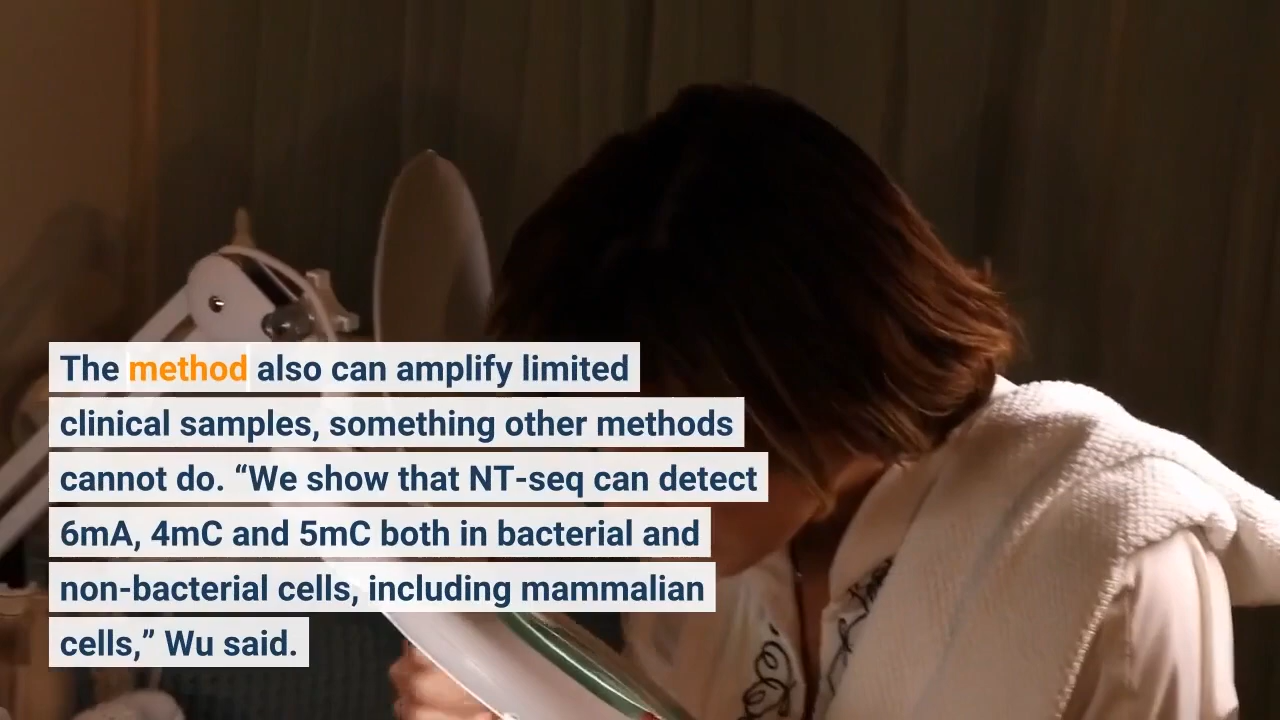 The method also can amplify limited
clinical samples, something other methods
cannot do. “We show that NT-seq can detect
6mA, 4mC and 5mC both in bacterial and
non-bacterial cells, including mammalian
cells,” Wu said.